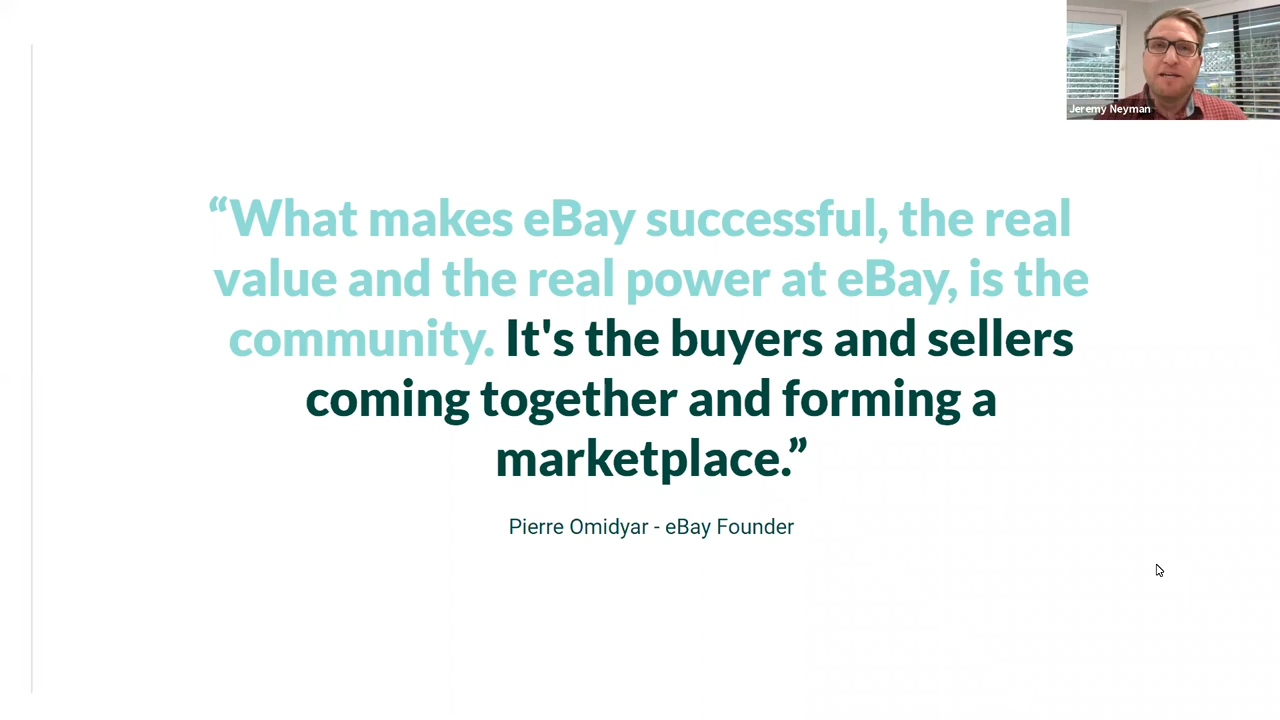 Jeremy Neyman
“What makes eBay successful, the real
value and the real power at eBay, is the
community. It's the buyers and sellers
coming together and forming a
marketplace.”
Pierre Omidyar - eBay Founder